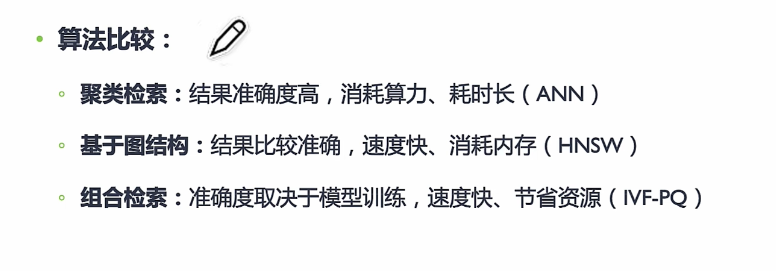 算法比较：
聚类检索：结果准确度高，消耗算力、耗时长（ANN）
基于图结构：结果比较准确，速度快、消耗内存（HNSW）
组合检索：准确度取决于模型训练，速度快、节省资源（IVF-PQ）